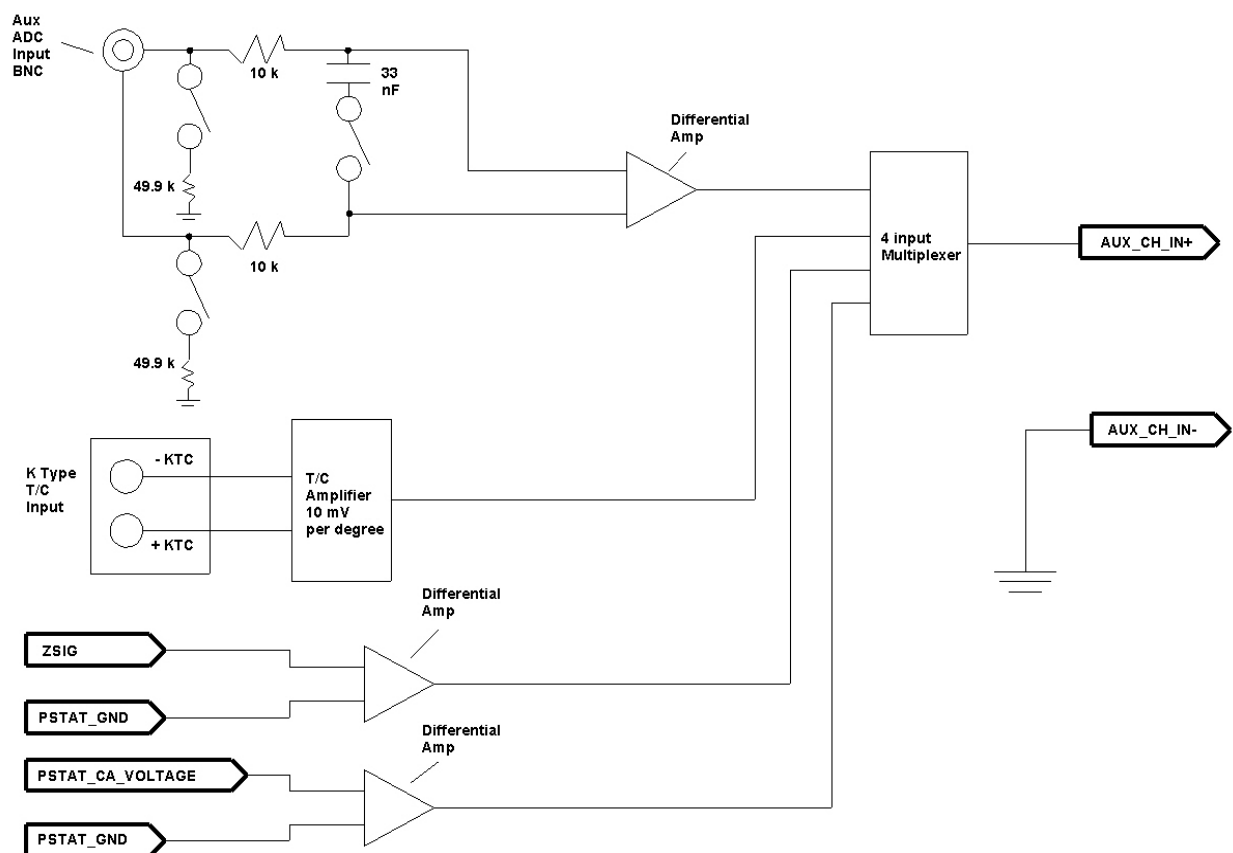 Aux
ADC
Input
BNC
10 k
33
nF
49.9 k
10 k
49.9 k
Differential
Amp
4 input
Multiplexer
AUX_CH_IN+
AUX_CH_IN-
K Type
T/C
Input
- KTC
+ KTC
T/C
Amplifier
10 mV
per degree
Differential
Amp
ZSIG
PSTAT_GND
Differential
Amp
PSTAT_CA_VOLTAGE
PSTAT_GND